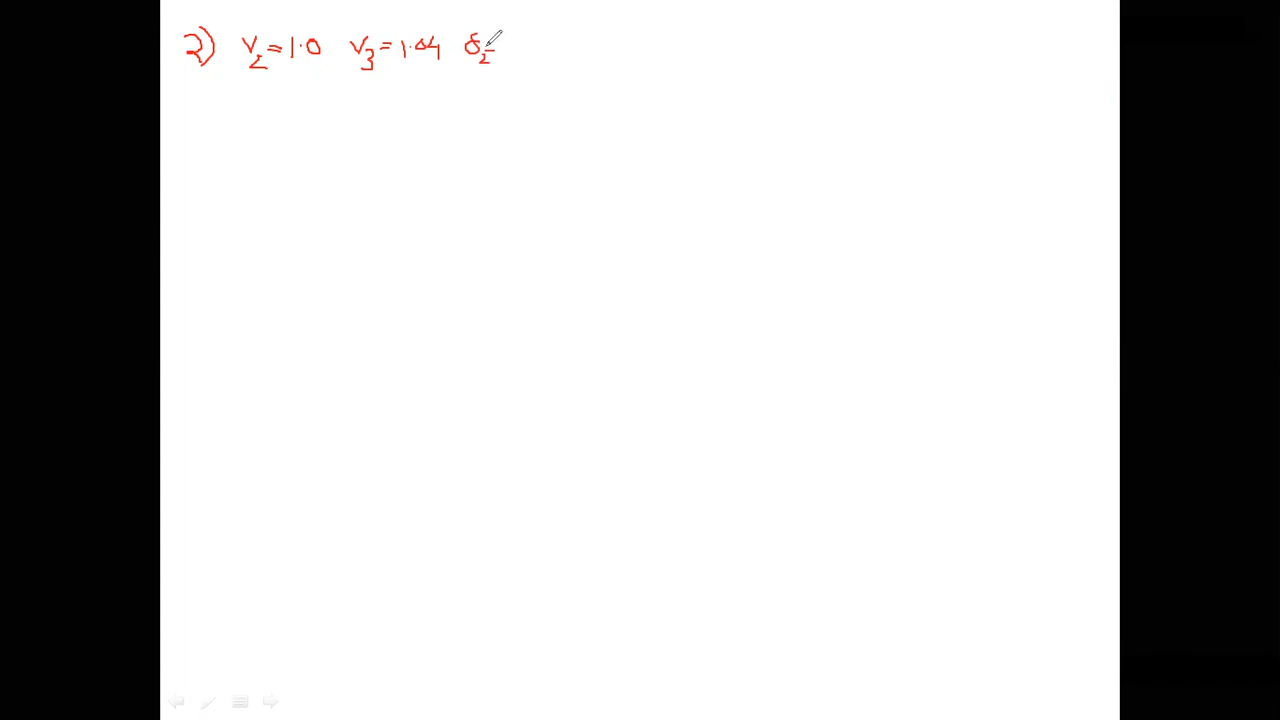 2) V₂ = 1.0 V₃ = 1.04 δ₂